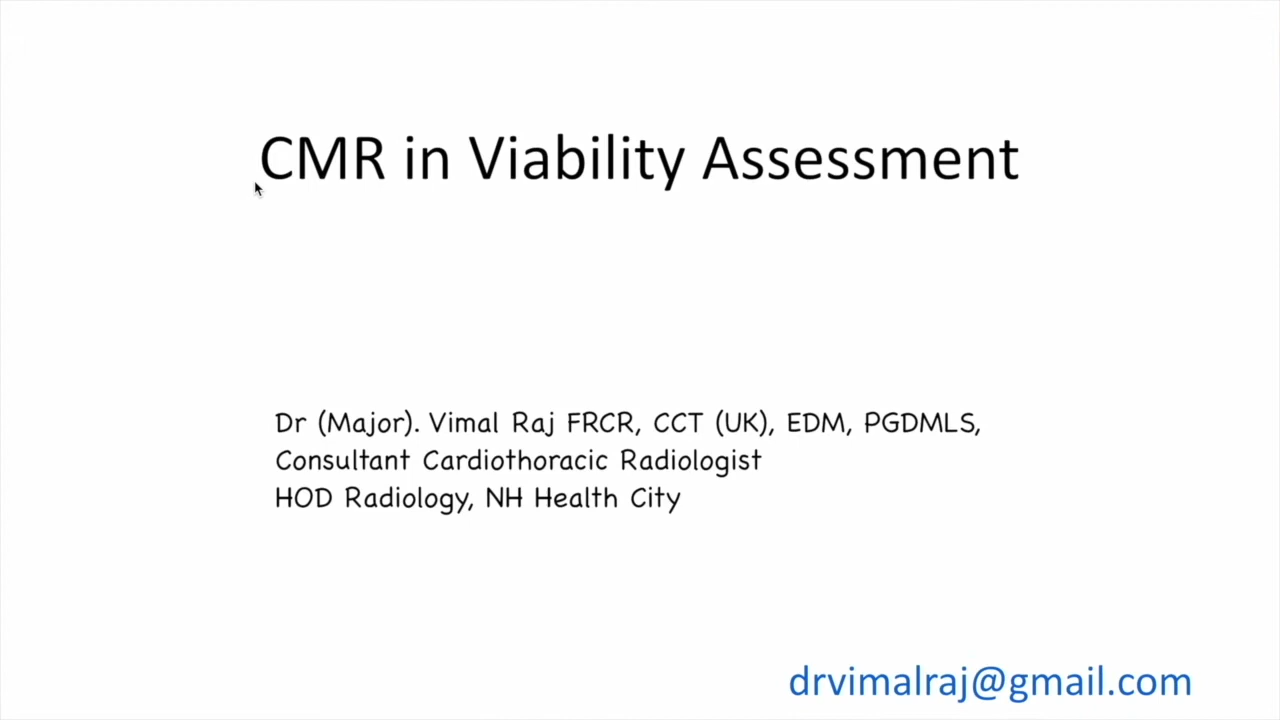 CMR in Viability Assessment
Dr (Major). Vimal Raj FRCR, CCT (UK), EDM, PGDMLS,
Consultant Cardiothoracic Radiologist
HOD Radiology, NH Health City
drvimalraj@gmail.com